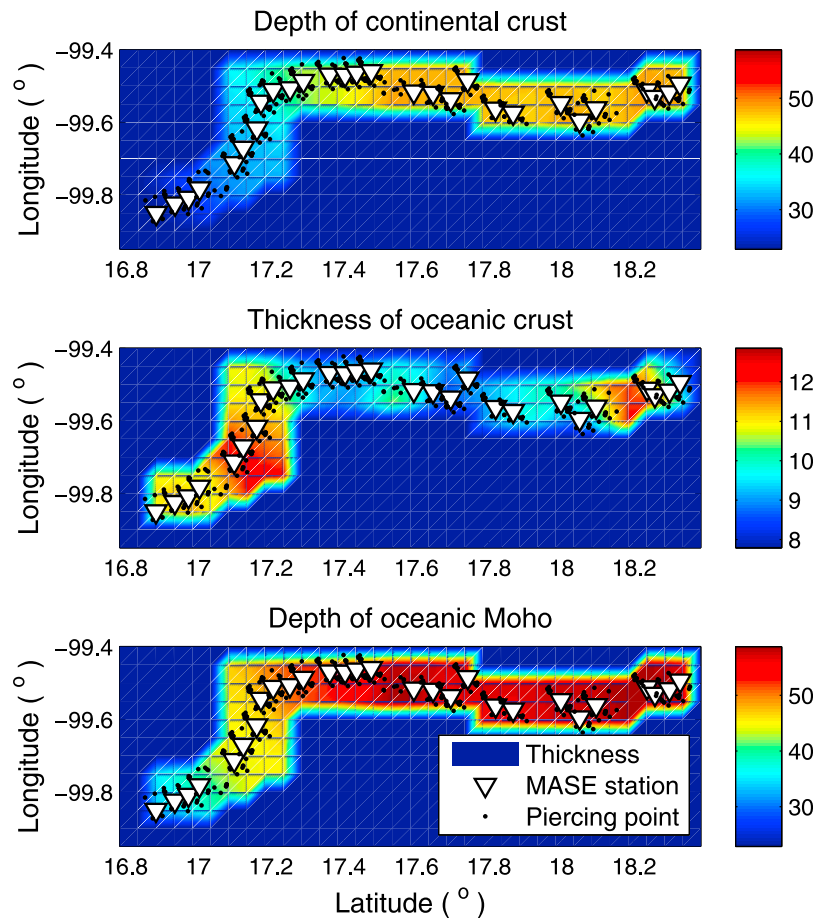 Depth of continental crust
Longitude ( ° )
−99.4
−99.6
−99.8
16.8 17 17.2 17.4 17.6 17.8 18 18.2
50
40
30
Thickness of oceanic crust
Longitude ( ° )
−99.4
−99.6
−99.8
16.8 17 17.2 17.4 17.6 17.8 18 18.2
12
11
10
9
8
Depth of oceanic Moho
Longitude ( ° )
−99.4
−99.6
−99.8
Thickness
MASE station
Piercing point
16.8 17 17.2 17.4 17.6 17.8 18 18.2
50
40
30
Latitude ( ° )